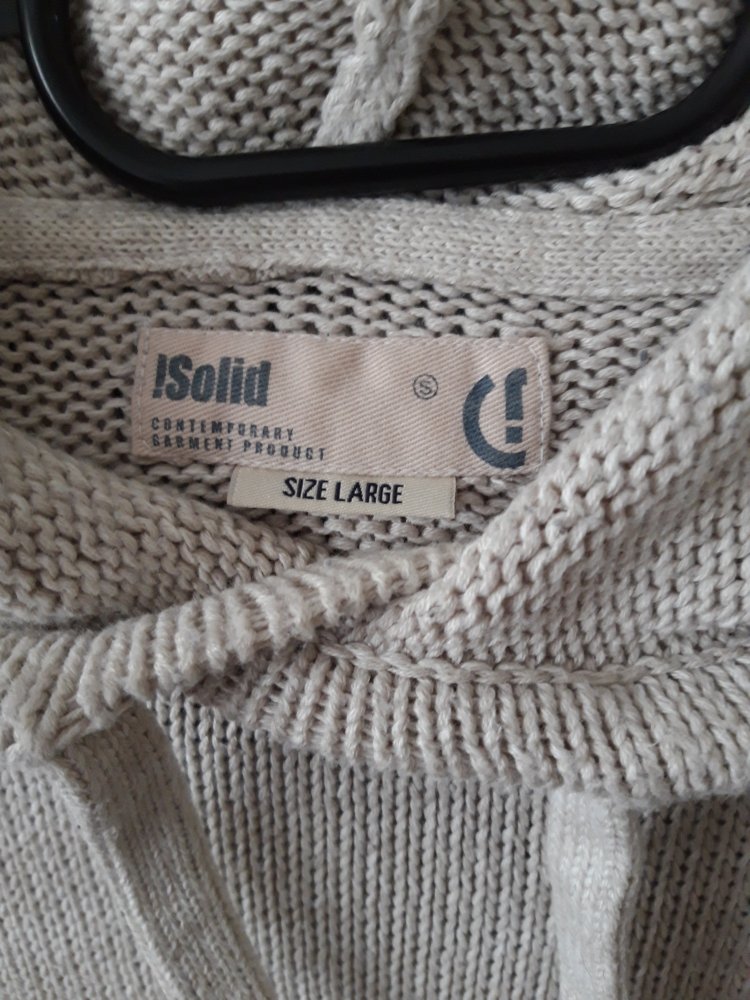 !Solid
Ⓢ
CONTEMPORARY
GARMENT PRODUCT
SIZE LARGE